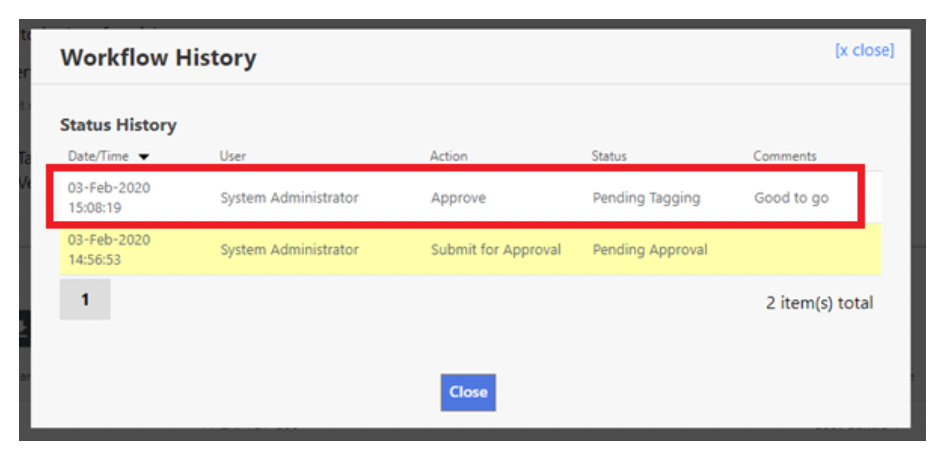 Workflow History [x close]
Status History
Date/Time User Action Status Comments
03-Feb-2020 15:08:19 System Administrator Approve Pending Tagging Good to go
03-Feb-2020 14:56:53 System Administrator Submit for Approval Pending Approval
1 2 item(s) total
Close